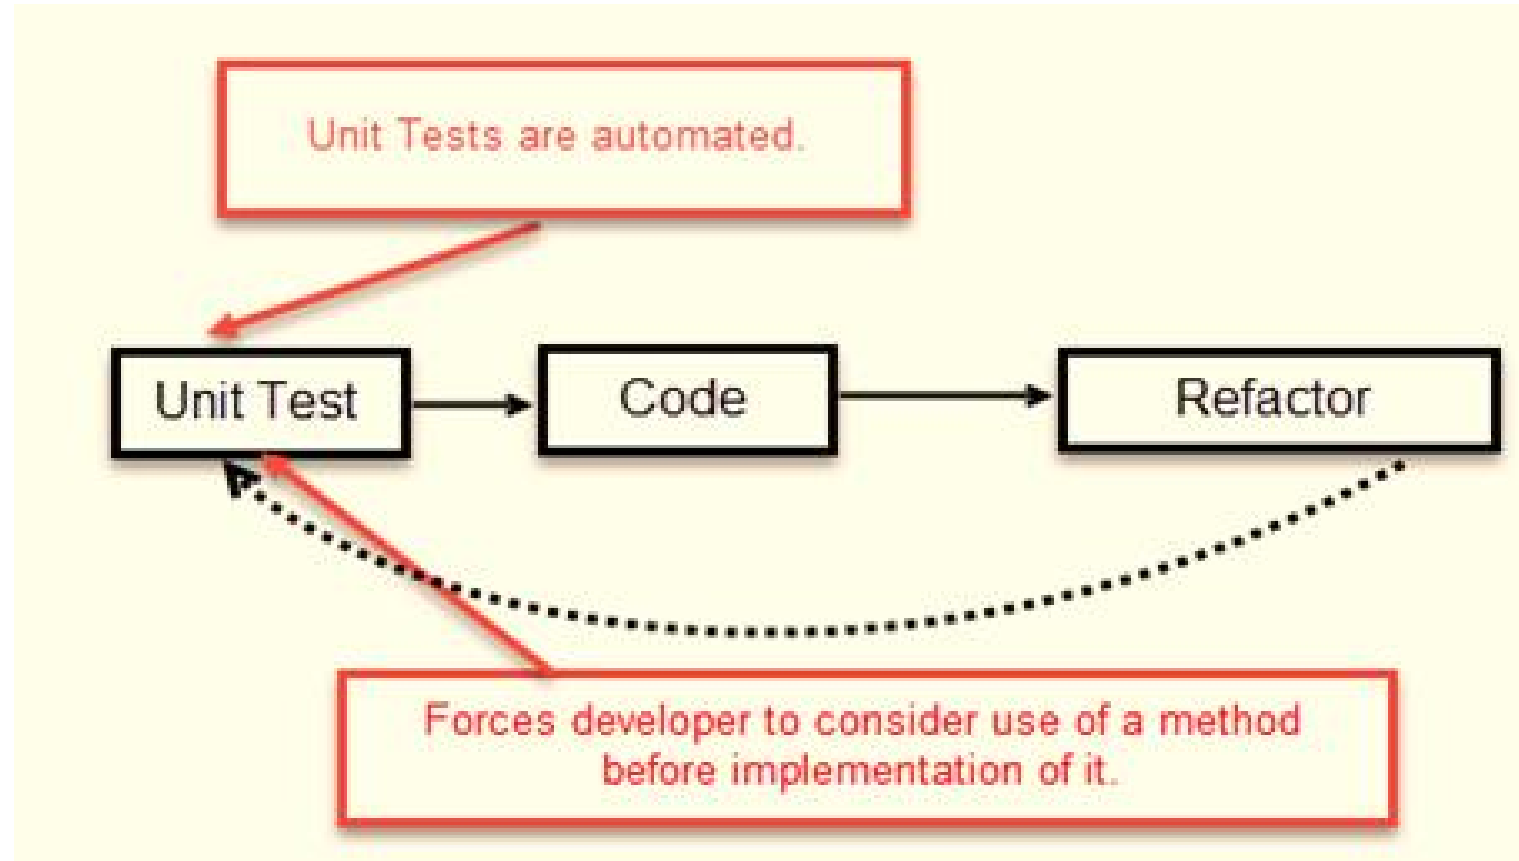 Unit Tests are automated.
Unit Test
Code
Refactor
Forces developer to consider use of a method
before implementation of it.